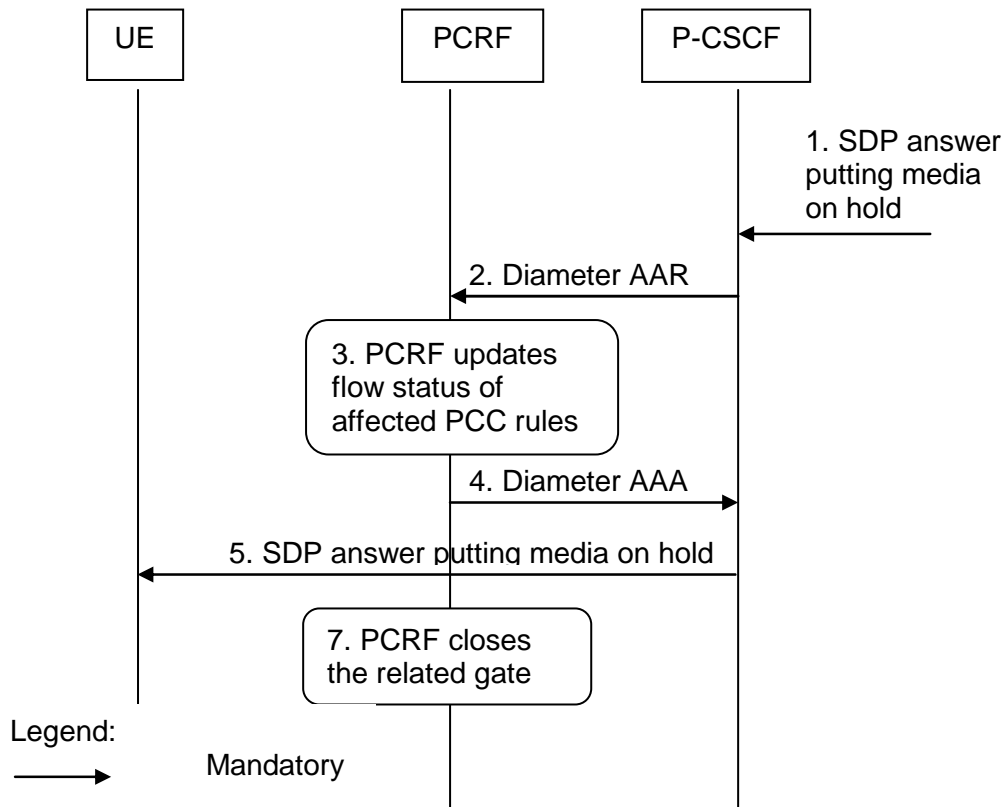 UE
PCRF
P-CSCF
1. SDP answer
putting media
on hold
2. Diameter AAR
3. PCRF updates
flow status of
affected PCC rules
4. Diameter AAA
5. SDP answer putting media on hold
7. PCRF closes
the related gate
Legend:
Mandatory